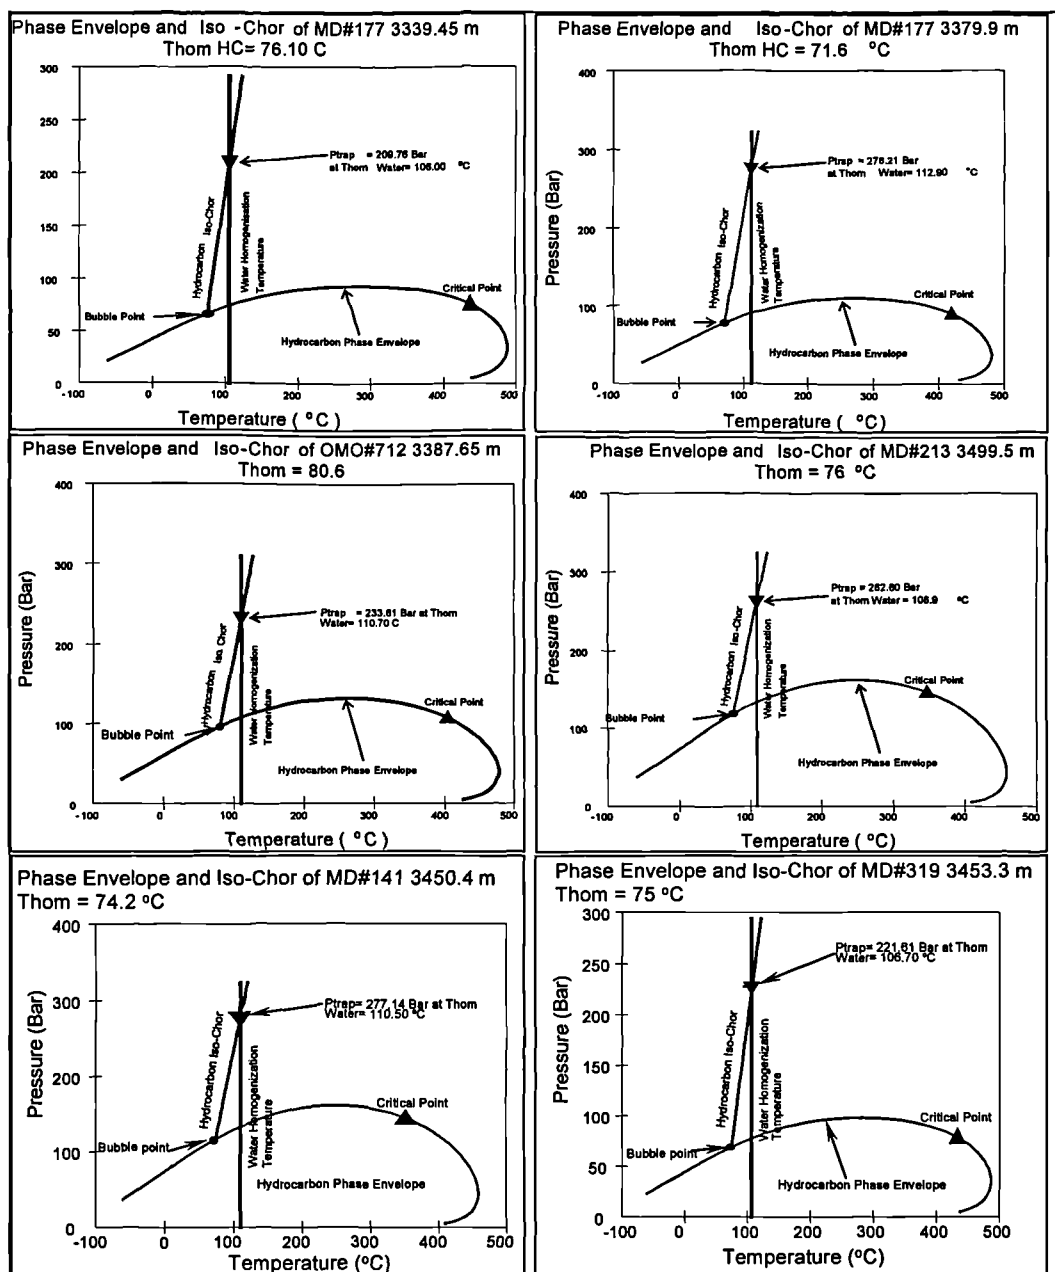 Phase Envelope and Iso -Chor of MD#177 3339.45 m
Thom HC= 76.10 C
300
250
200
150
100
50
0
-100 0 100 200 300 400 500
Temperature ( °C)
Ptrap = 209.76 Bar
at Thom Water= 106.00 °C
Hydrocarbon Iso-Chor
Water Homogenisation
Temperature
Bubble Point
Critical Point
Hydrocarbon Phase Envelope
Phase Envelope and Iso-Chor of MD#177 3379.9 m
Thom HC= 71.6 °C
Pressure (Bar)
400
300
200
100
0
-100 0 100 200 300 400 500
Temperature ( °C)
Ptrap = 276.21 Bar
at Thom Water= 112.90 °C
Hydrocarbon Iso-Chor
Water Homogenization
Temperature
Bubble Point
Critical Point
Hydrocarbon Phase Envelope
Phase Envelope and Iso-Chor of OMO#712 3387.65 m
Thom = 80.6
Pressure (Bar)
400
300
200
100
0
-100 0 100 200 300 400 500
Temperature ( °C )
Ptrap = 233.61 Bar at Thom
Water= 110.70 C
Hydrocarbon Iso. Chor
Water Homogenization
Temperature
Bubble Point
Critical Point
Hydrocarbon Phase Envelope
Phase Envelope and Iso-Chor of MD#213 3499.5 m
Thom = 76 °C
Pressure (Bar)
400
300
200
100
0
-100 0 100 200 300 400 500
Temperature ( °C)
Ptrap = 262.60 Bar
at Thom Water = 108.9 °C
Hydrocarbon Iso-Chor
Water Homogenization
Temperature
Bubble Point
Critical Point
Hydrocarbon Phase Envelope
Phase Envelope and Iso-Chor of MD#141 3450.4 m
Thom = 74.2 °C
Pressure (Bar)
400
300
200
100
0
-100 0 100 200 300 400 500
Temperature (°C)
Ptrap= 277.14 Bar at Thom
Water= 110.50 °C
Hydrocarbon Iso-Chor
Water Homogenization
Temperature
Bubble point
Critical Point
Hydrocarbon Phase Envelope
Phase Envelope and Iso-Chor of MD#319 3453.3 m
Thom = 75 °C
Pressure (Bar)
300
250
200
150
100
50
0
-100 0 100 200 300 400 500
Temperature (°C)
Ptrap= 221.61 Bar at Thom
Water= 106.70 °C
Hydrocarbon Iso-Chor
Water Homogenization
Temperature
Bubble Point
Critical Point
Hydrocarbon Phase Envelope